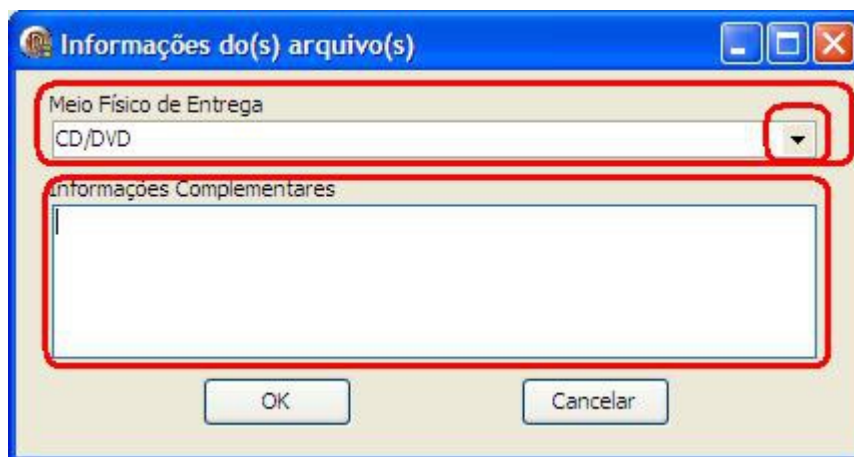 Informações do(s) arquivo(s)
Meio Físico de Entrega
CD/DVD
Informações Complementares
OK
Cancelar